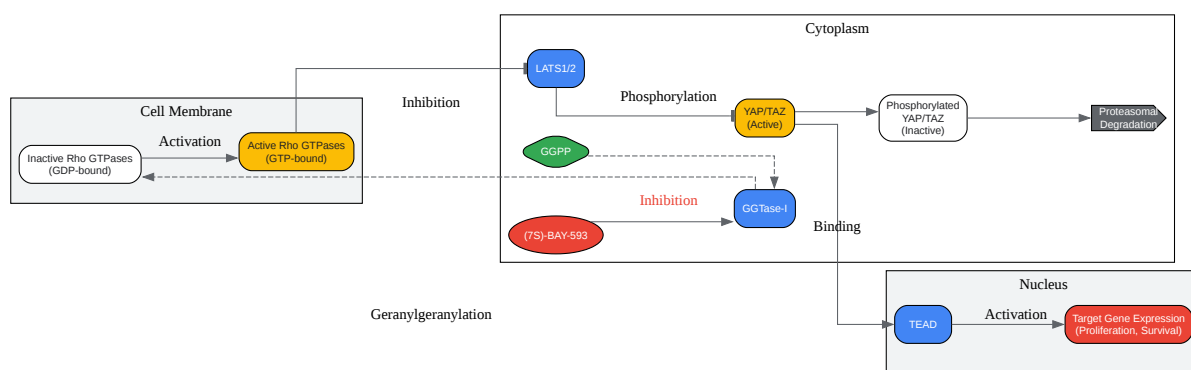 Cytoplasm
LATS1/2
Inhibition
Phosphorylation
YAP/TAZ
(Active)
Phosphorylated
YAP/TAZ
(Inactive)
Proteasomal
Degradation
Cell Membrane
Activation
Inactive Rho GTPases
(GDP-bound)
Active Rho GTPases
(GTP-bound)
GGPP
Inhibition
GGTase-I
(7S)-BAY-593
Binding
Geranylgeranylation
Nucleus
TEAD
Activation
Target Gene Expression
(Proliferation, Survival)